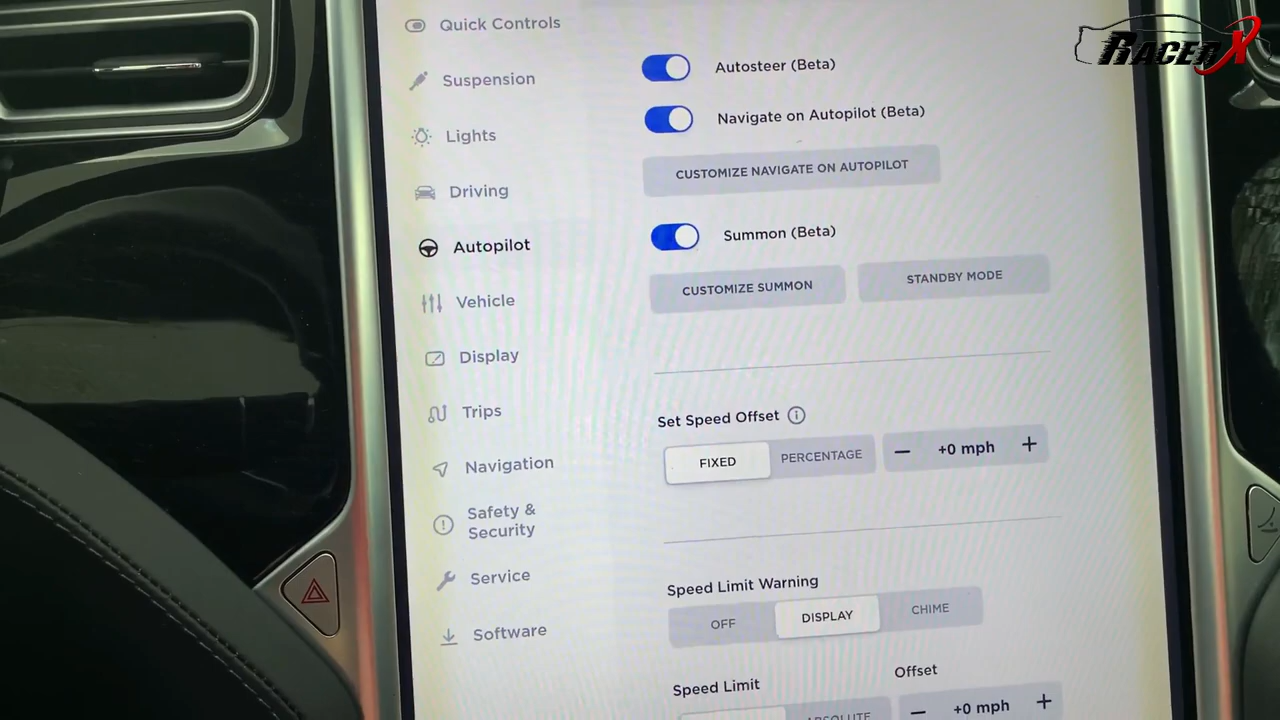 RACERX
Quick Controls
Suspension
Lights
Driving
Autopilot
Vehicle
Display
Trips
Navigation
Safety &
Security
Service
Software
Autosteer (Beta)
Navigate on Autopilot (Beta)
CUSTOMIZE NAVIGATE ON AUTOPILOT
Summon (Beta)
CUSTOMIZE SUMMON
STANDBY MODE
Set Speed Offset
FIXED
PERCENTAGE
− +0 mph +
Speed Limit Warning
OFF
DISPLAY
CHIME
Speed Limit
Offset
ABSOLUTE
− +0 mph +